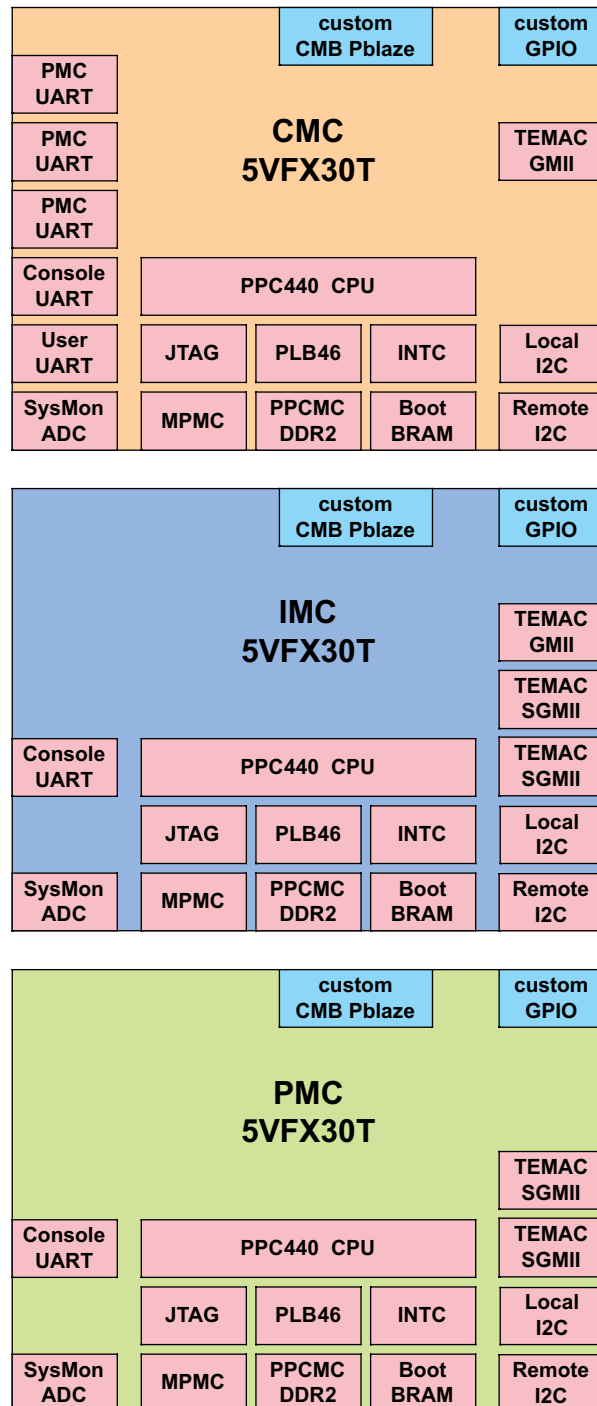 custom
CMB Pblaze
custom
GPIO
PMC
UART
CMC
5VFX30T
PMC
UART
TEMAC
GMII
PMC
UART
Console
UART
PPC440 CPU
User
UART
JTAG
PLB46
INTC
Local
I2C
SysMon
ADC
MPMC
PPCMC
DDR2
Boot
BRAM
Remote
I2C
custom
CMB Pblaze
custom
GPIO
IMC
5VFX30T
TEMAC
GMII
TEMAC
SGMII
Console
UART
PPC440 CPU
TEMAC
SGMII
JTAG
PLB46
INTC
Local
I2C
SysMon
ADC
MPMC
PPCMC
DDR2
Boot
BRAM
Remote
I2C
custom
CMB Pblaze
custom
GPIO
PMC
5VFX30T
TEMAC
SGMII
Console
UART
PPC440 CPU
TEMAC
SGMII
JTAG
PLB46
INTC
Local
I2C
SysMon
ADC
MPMC
PPCMC
DDR2
Boot
BRAM
Remote
I2C